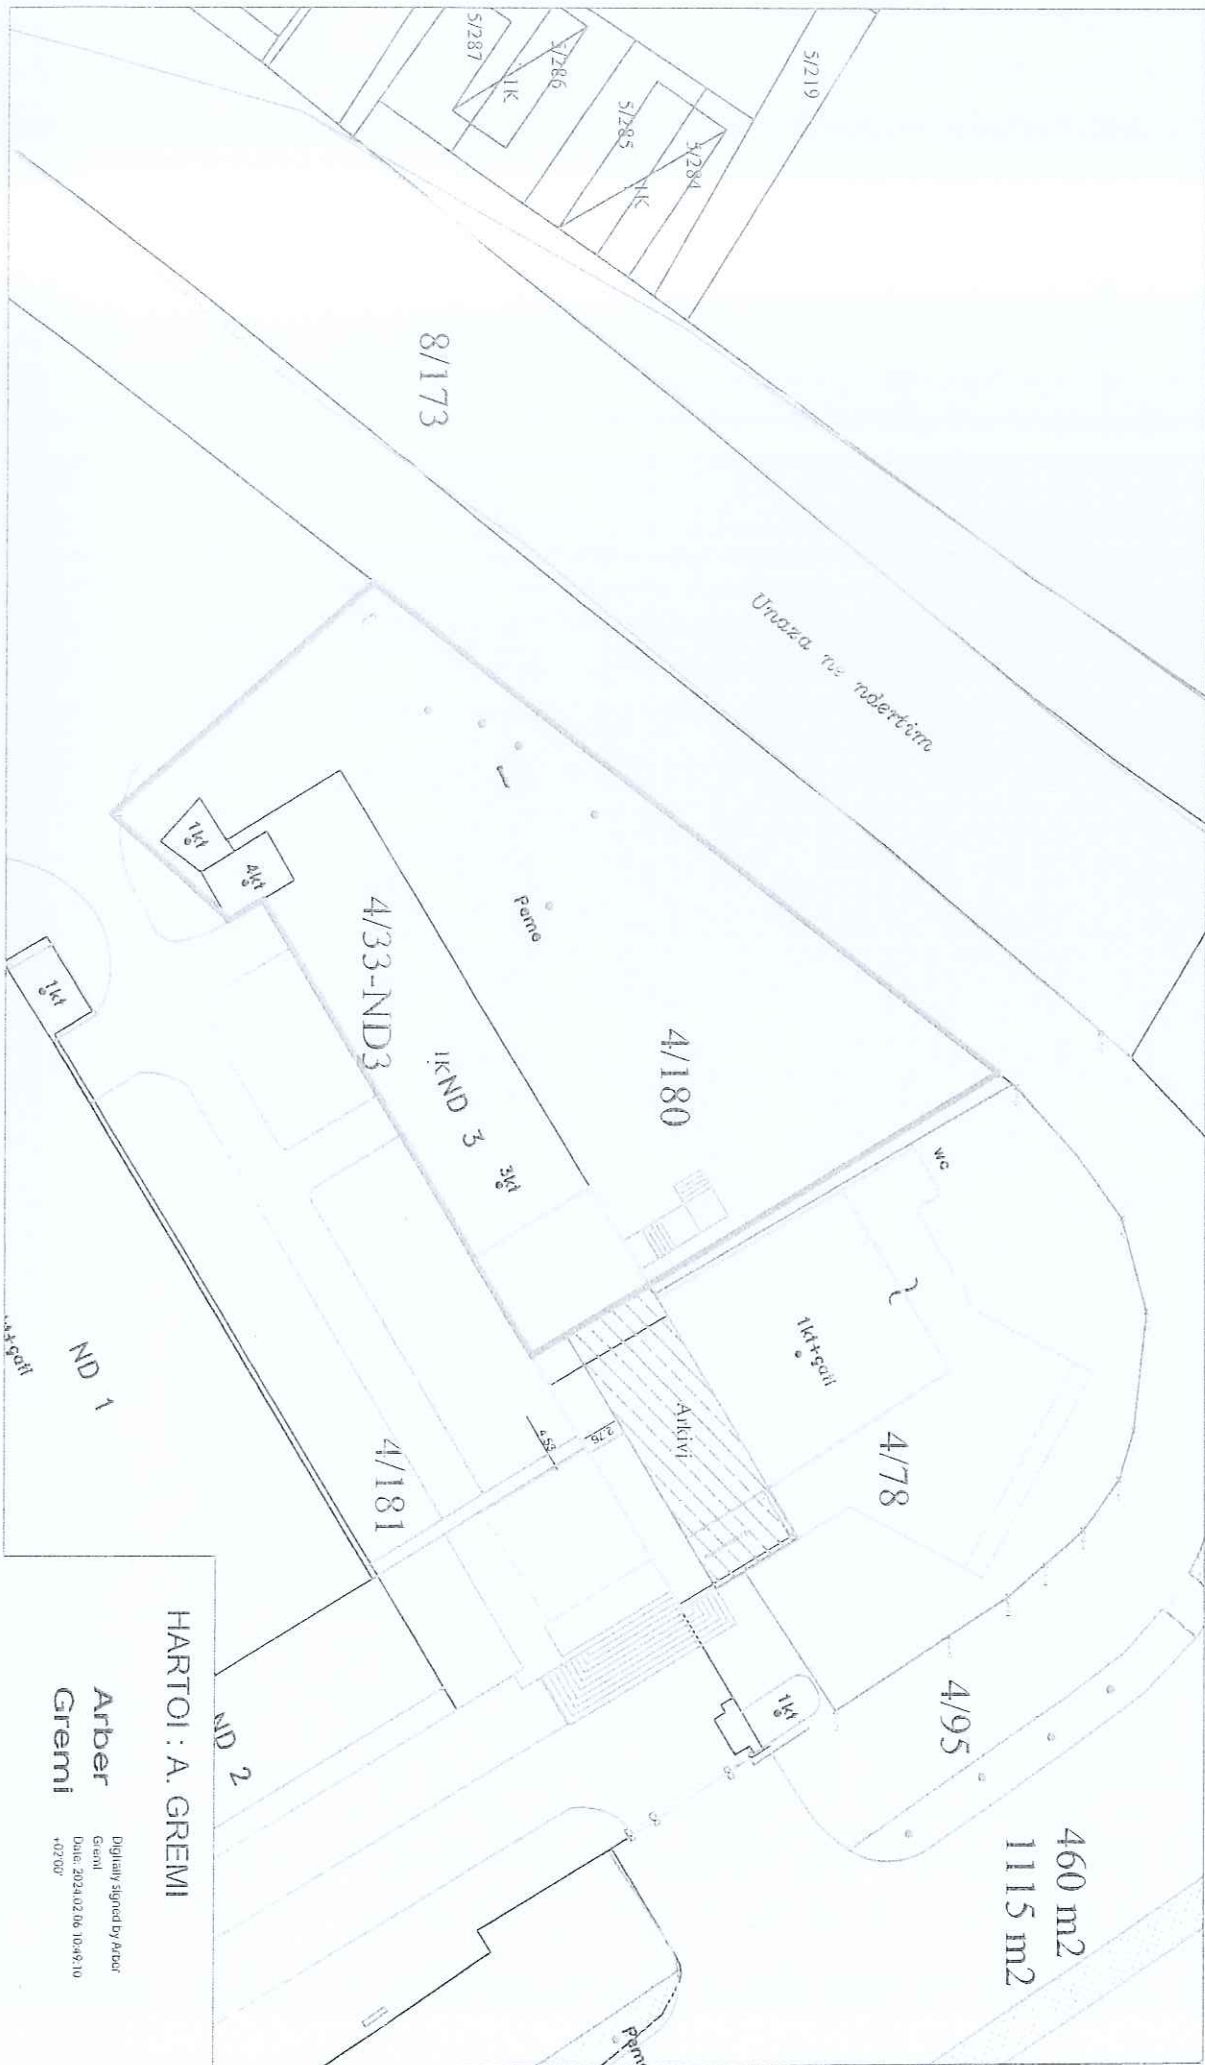 5/287
5/286
1K
5/285
5/284
1K
5/219
8/173
Unaza ne ndertim
1kt
4kt
1kt
4/33-ND3
1KND 3
3kt
Peme
4/180
wc
1kt+çati
Arkivi
4/78
4.53
ND 1
4/181
ND 2
1kt
4/95
460 m2
1115 m2
Peme
HARTOI : A. GREMI
Arber
Gremi
Digitally signed by Arber
Gremi
Date: 2024.02.06 10:49:10
+02'00'